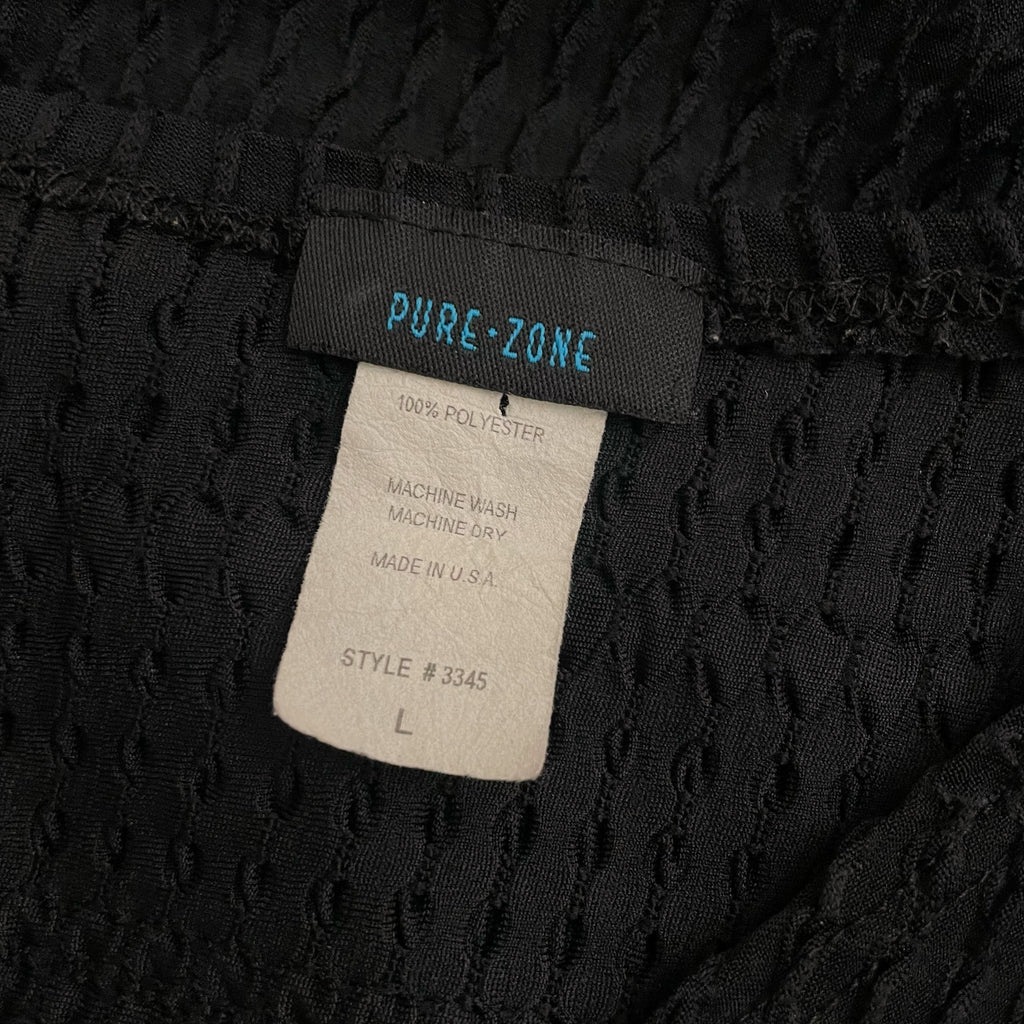 PURE·ZONE
100% POLYESTER
MACHINE WASH
MACHINE DRY
MADE IN U.S.A.
STYLE # 3345
L